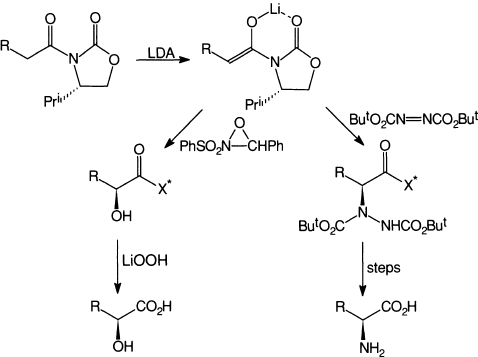 O O Li
R N O LDA O O
Prⁱ R N O
Prⁱ
O
PhSO₂N—CHPh
BuᵗO₂CN=NCO₂Buᵗ
O O
R X* R X*
OH N NHCO₂Buᵗ
BuᵗO₂C
LiOOH steps
R CO₂H R CO₂H
OH NH₂